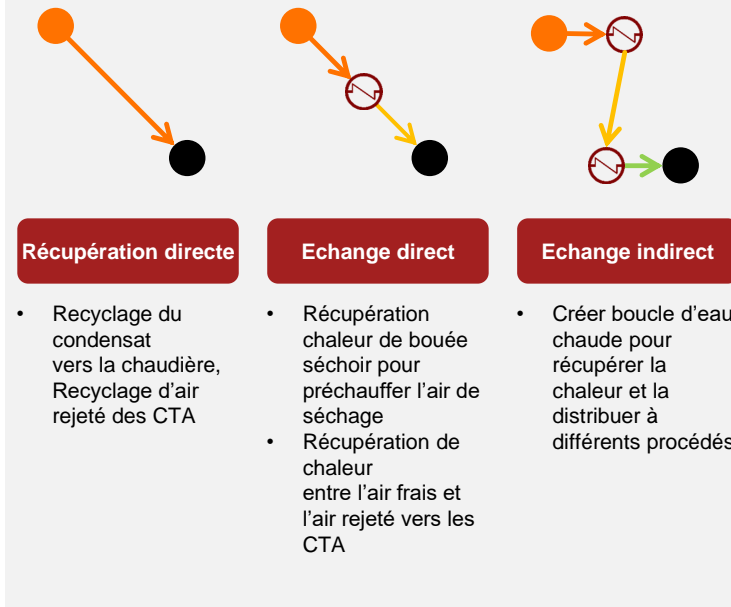 Récupération directe
• Recyclage du
condensat
vers la chaudière,
Recyclage d'air
rejeté des CTA
Echange direct
• Récupération
chaleur de bouée
séchoir pour
préchauffer l'air de
séchage
• Récupération de
chaleur
entre l'air frais et
l'air rejeté vers les
CTA
Echange indirect
• Créer boucle d'eau
chaude pour
récupérer la
chaleur et la
distribuer à
différents procédés